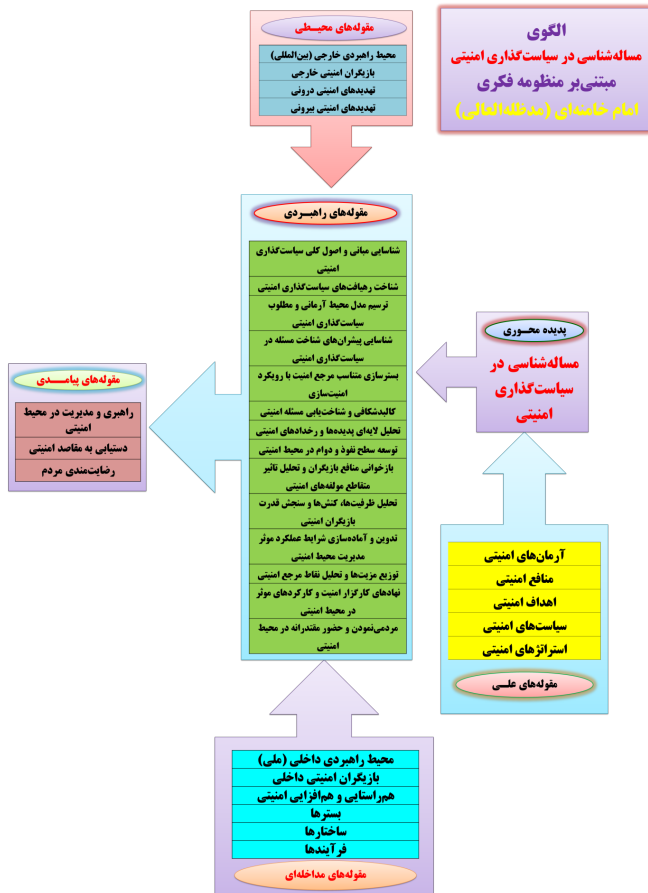 الگوی
مساله‌شناسی در سیاست‌گذاری امنیتی
مبتنی‌بر منظومه فکری
امام خامنه‌ای (مدظله‌العالی)
مقوله‌های محیـطی
محیط راهبردی خارجی (بین‌المللی)
بازیگران امنیتی خارجی
تهدیدهای امنیتی درونی
تهدیدهای امنیتی بیرونی
پدیده محـوری
مساله‌شناسی در
سیاست‌گذاری
امنیتی
آرمان‌های امنیتی
منافع امنیتی
اهداف امنیتی
سیاست‌های امنیتی
استراتژهای امنیتی
مقوله‌های علـی
مقوله‌های راهبـردی
شناسایی مبانی و اصول کلی سیاست‌گذاری
امنیتی
شناخت رهیافت‌های سیاست‌گذاری امنیتی
ترسیم مدل محیط آرمانی و مطلوب
سیاست‌گذاری امنیتی
شناسایی پیشران‌های شناخت مسئله در
سیاست‌گذاری امنیتی
بسترسازی متناسب مرجع امنیت با رویکرد
امنیت‌سازی
کالبدشکافی و شناخت‌یابی مسئله امنیتی
تحلیل لایه‌ای پدیده‌ها و رخدادهای امنیتی
توسعه سطح نفوذ و دوام در محیط امنیتی
بازخوانی منافع بازیگران و تحلیل تاثیر
متقاطع مولفه‌های امنیتی
تحلیل ظرفیت‌ها، کنش‌ها و سنجش قدرت
بازیگران امنیتی
تدوین و آماده‌سازی شرایط عملکرد موثر
مدیریت محیط امنیتی
توزیع مزیت‌ها و تحلیل نقاط مرجع امنیتی
نهادهای کارگزار امنیت و کارکردهای موثر
در محیط امنیتی
مردمی‌نمودن و حضور مقتدرانه در محیط
امنیتی
مقوله‌های پیامـدی
راهبری و مدیریت در محیط
امنیتی
دستیابی به مقاصد امنیتی
رضایت‌مندی مردم
محیط راهبردی داخلی (ملی)
بازیگران امنیتی داخلی
هم‌راستایی و هم‌افزایی امنیتی
بسترها
ساختارها
فرآیندها
مقوله‌های مداخله‌ای